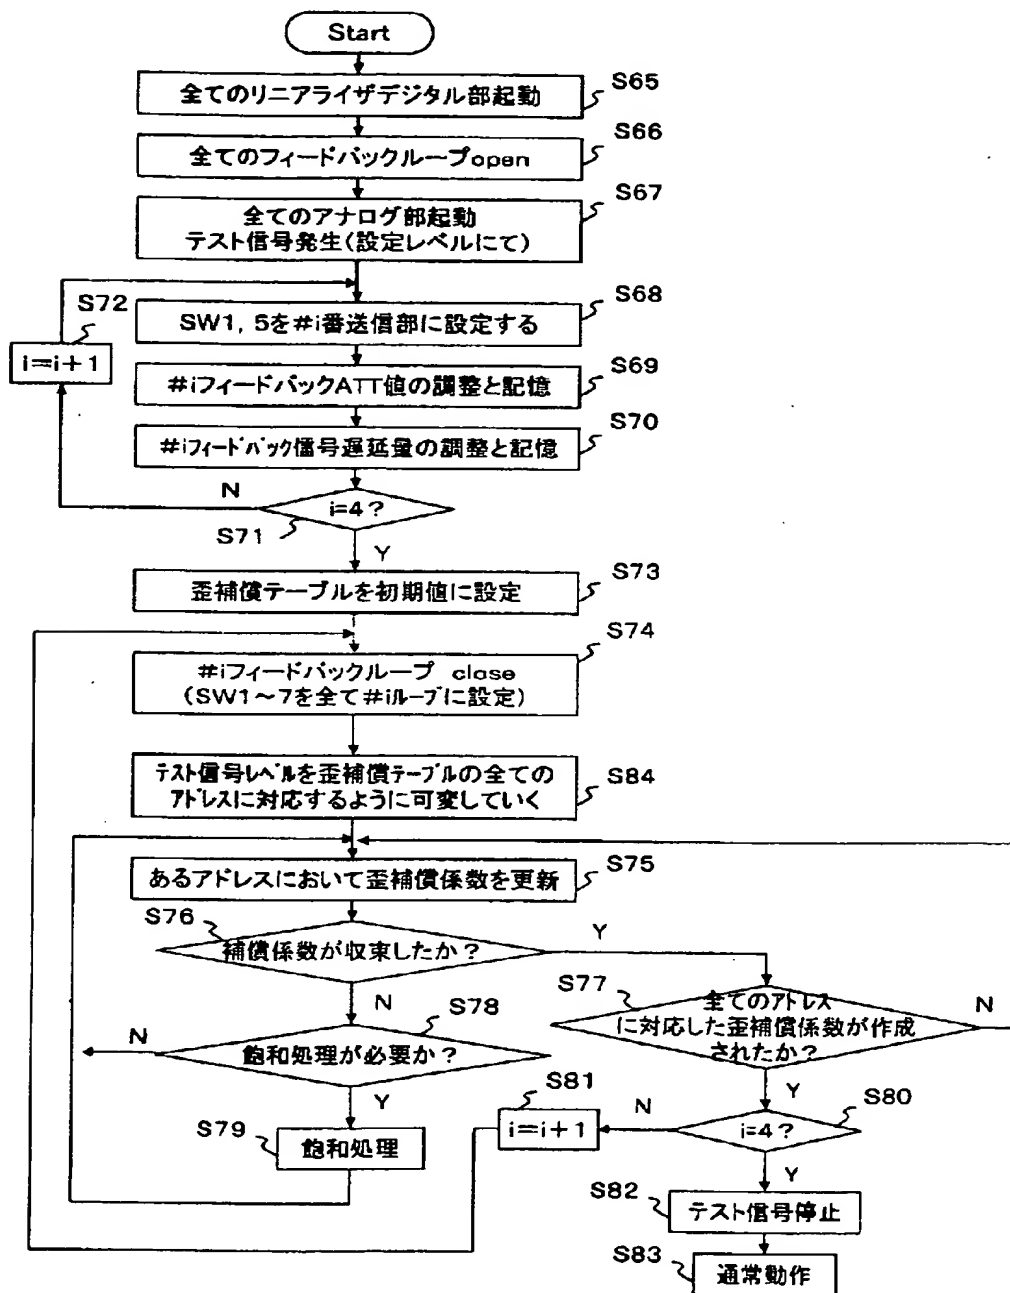 Start
全てのリニアライザデジタル部起動
S65
全てのフィードバックループopen
S66
全てのアナログ部起動
テスト信号発生(設定レベルにて)
S67
S72
i=i+1
SW1, 5を#i番送信部に設定する
S68
#iフィードバックATT値の調整と記憶
S69
#iフィードバック信号遅延量の調整と記憶
S70
N
i=4?
S71
Y
歪補償テーブルを初期値に設定
S73
#iフィードバックループ close
(SW1~7を全て#iループに設定)
S74
テスト信号レベルを歪補償テーブルの全ての
アドレスに対応するように可変していく
S84
あるアドレスにおいて歪補償係数を更新
S75
S76
補償係数が収束したか?
Y
N
S77
全てのアドレス
に対応した歪補償係数が作成
されたか?
N
S78
N
飽和処理が必要か?
Y
Y
S79
飽和処理
S81
i=i+1
N
i=4?
S80
Y
S82
テスト信号停止
S83
通常動作